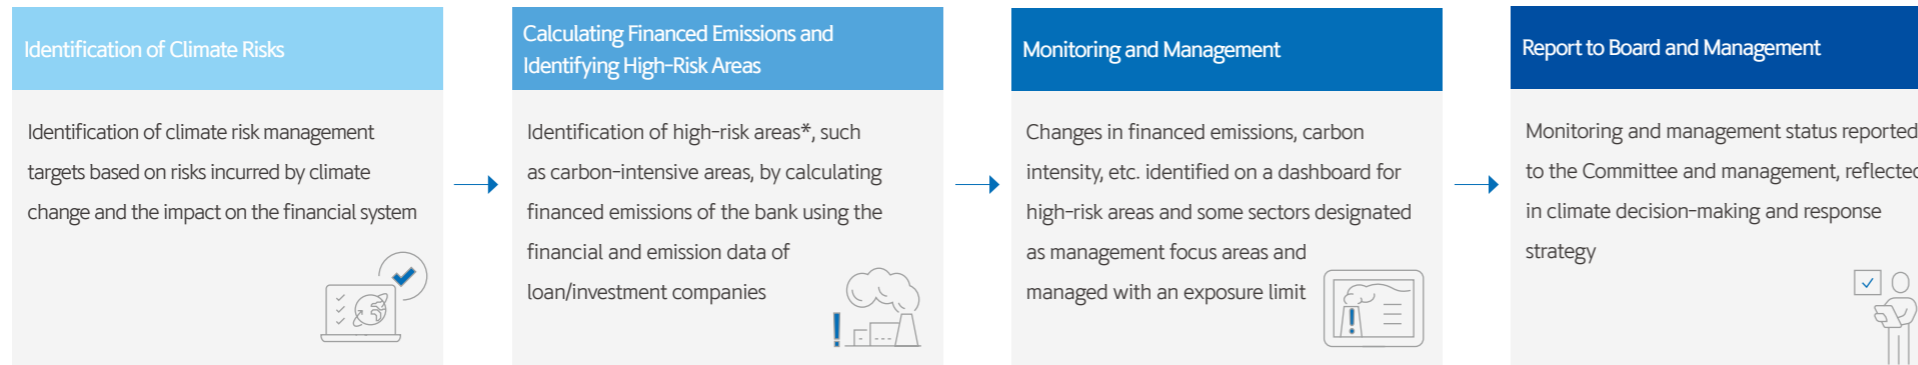 Identification of Climate Risks
Identification of climate risk management
targets based on risks incurred by climate
change and the impact on the financial system
Calculating Financed Emissions and
Identifying High-Risk Areas
Identification of high-risk areas*, such
as carbon-intensive areas, by calculating
financed emissions of the bank using the
financial and emission data of
loan/investment companies
Monitoring and Management
Changes in financed emissions, carbon
intensity, etc. identified on a dashboard for
high-risk areas and some sectors designated
as management focus areas and
managed with an exposure limit
Report to Board and Management
Monitoring and management status reported
to the Committee and management, reflected
in climate decision-making and response
strategy